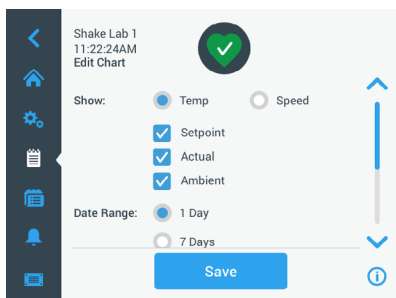 Shake Lab 1
11:22:24AM
Edit Chart
Show: Temp Speed
Setpoint
Actual
Ambient
Date Range: 1 Day
7 Days
Save